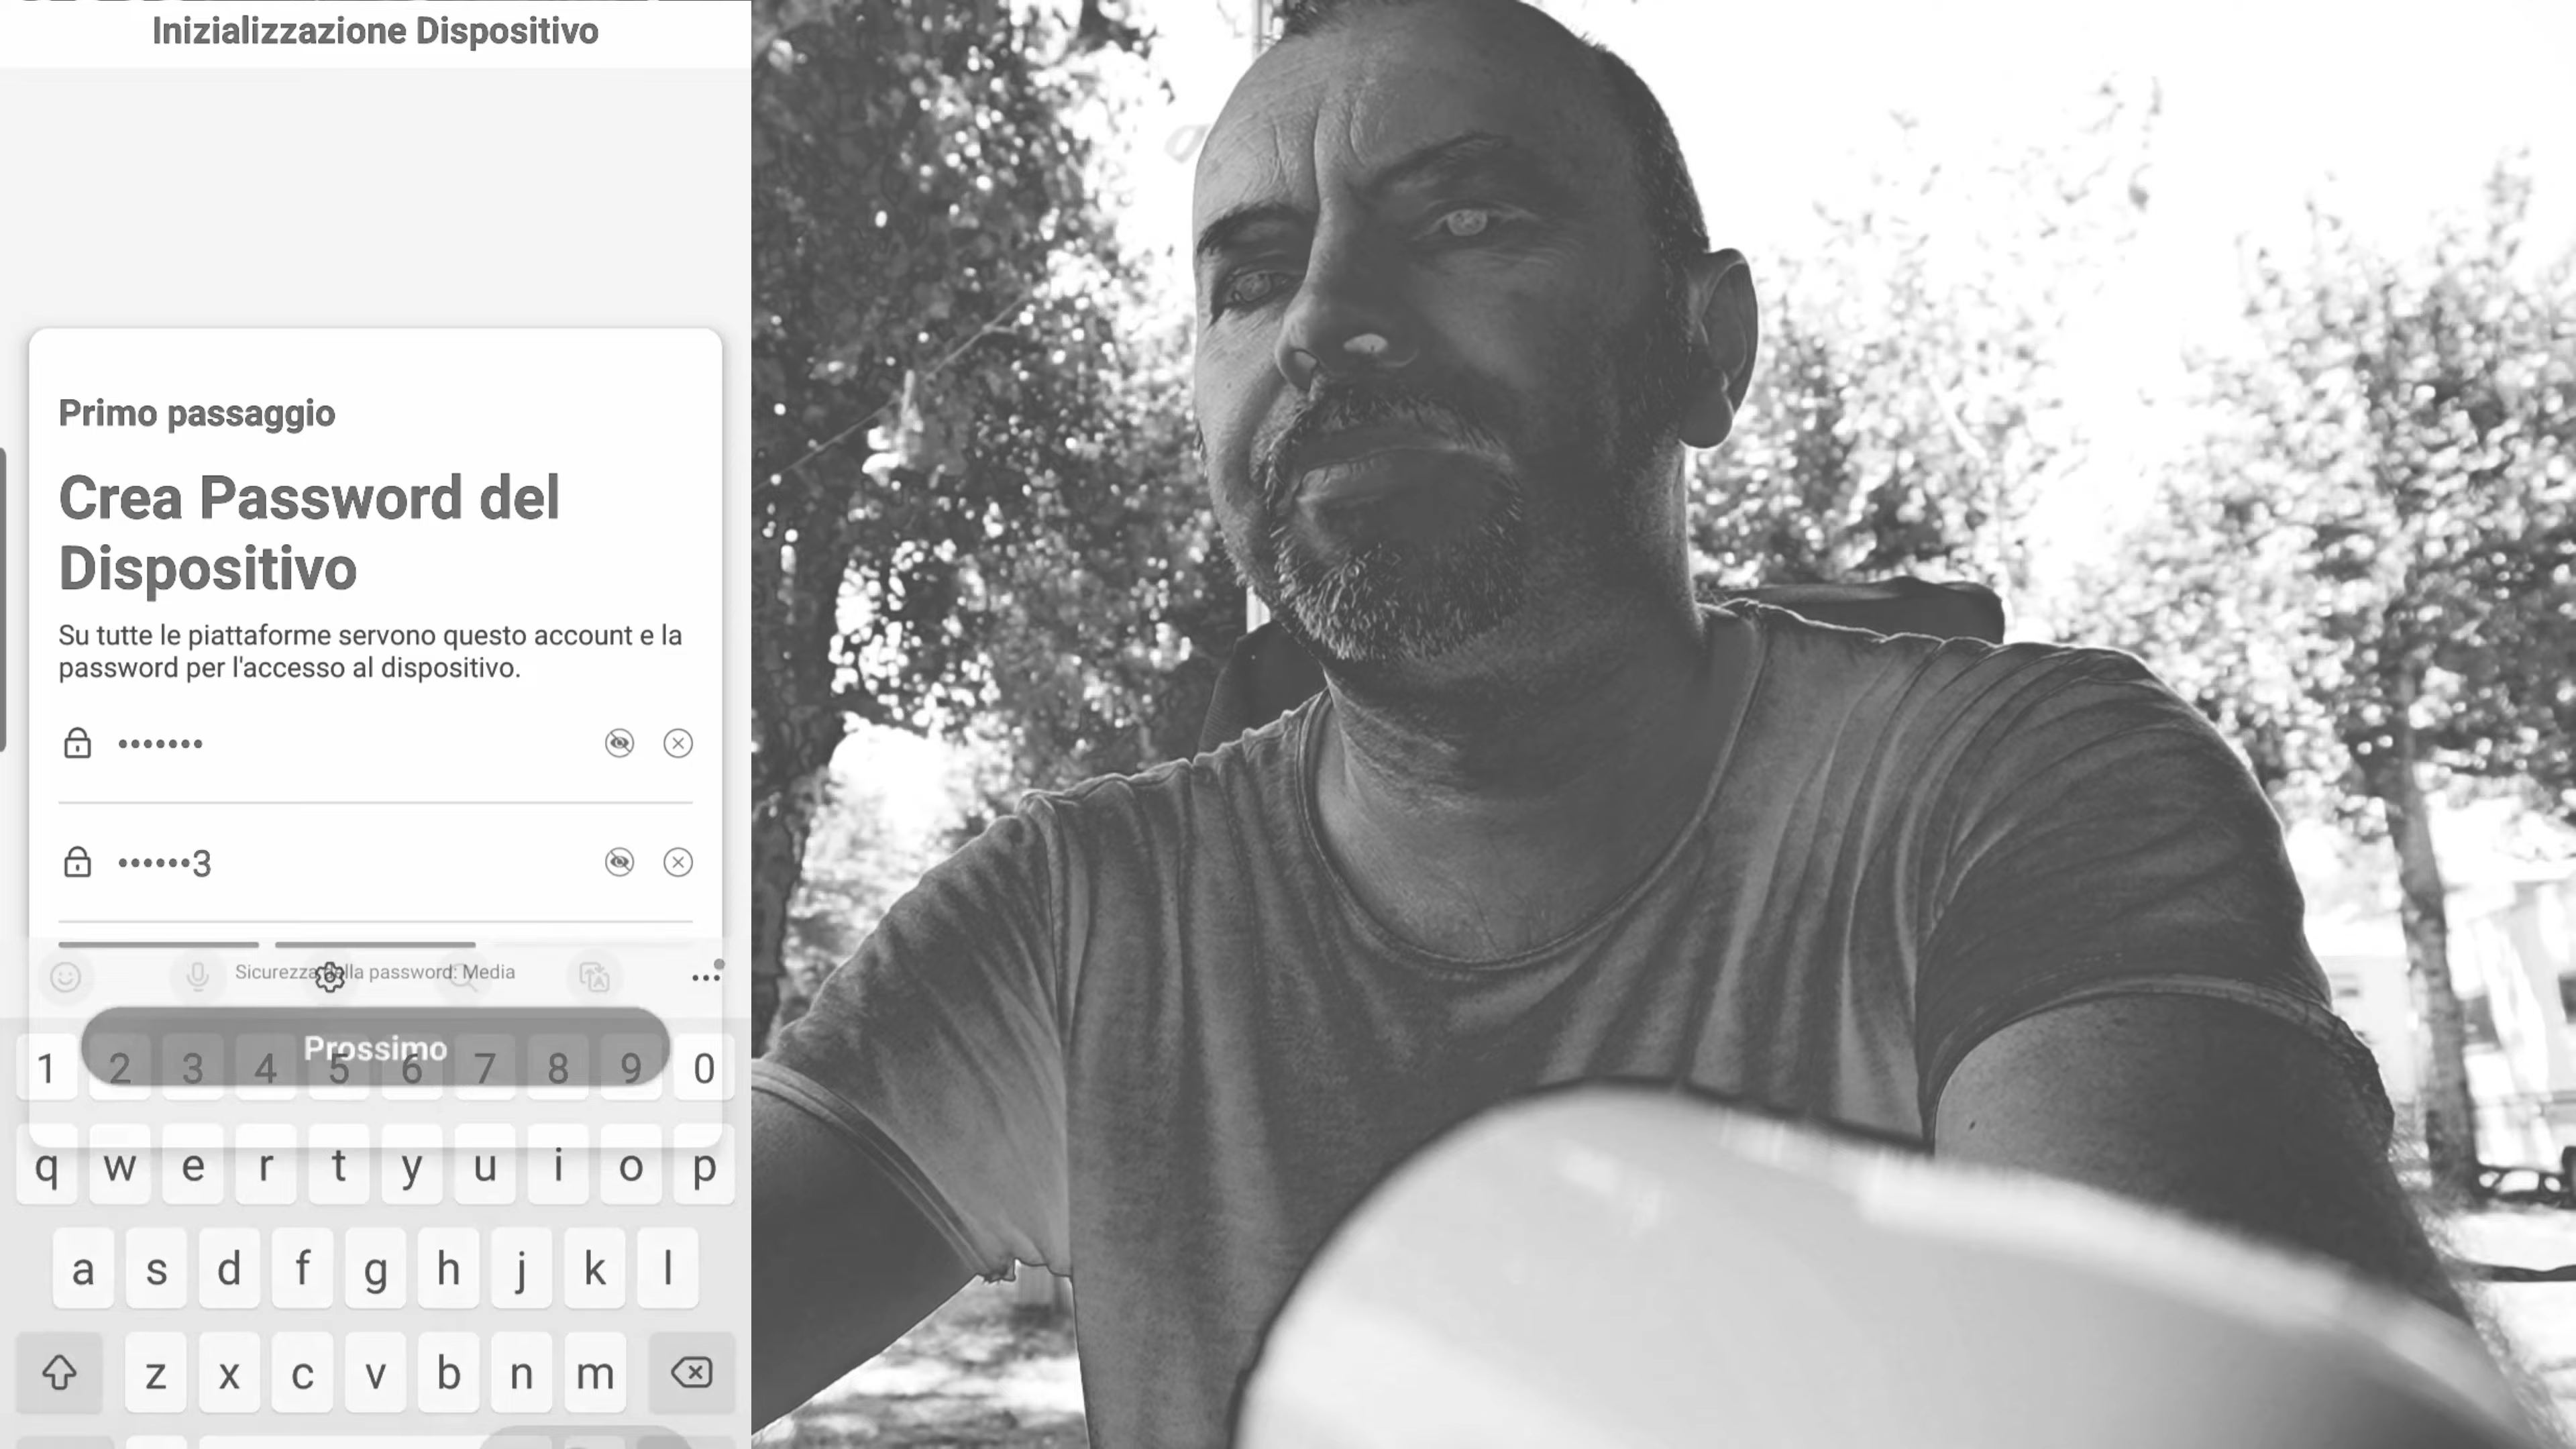 Inizializzazione Dispositivo
Primo passaggio
Crea Password del
Dispositivo
Su tutte le piattaforme servono questo account e la
password per l'accesso al dispositivo.
•••••••
••••••3
Sicurezza della password: Media
Prossimo
1 2 3 4 5 6 7 8 9 0
q w e r t y u i o p
a s d f g h j k l
z x c v b n m